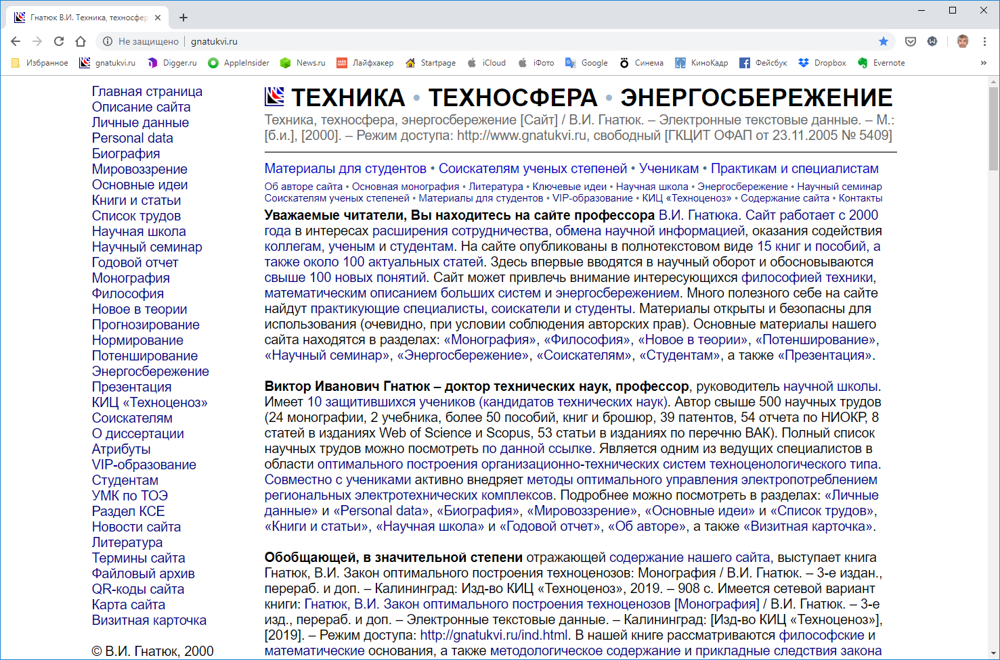 Гнатюк В.И. Техника, техносфер
Не защищено
gnatukvi.ru
Избранное
gnatukvi.ru
Digger.ru
AppleInsider
News.ru
Лайфхакер
Startpage
iCloud
iФото
Google
Синема
КиноКадр
Фейсбук
Dropbox
Evernote
»
Главная страница
Описание сайта
Личные данные
Personal data
Биография
Мировоззрение
Основные идеи
Книги и статьи
Список трудов
Научная школа
Научный семинар
Годовой отчет
Монография
Философия
Новое в теории
Прогнозирование
Нормирование
Потенширование
Энергосбережение
Презентация
КИЦ «Техноценоз»
Соискателям
О диссертации
Атрибуты
VIP-образование
Студентам
УМК по ТОЭ
Раздел КСЕ
Новости сайта
Литература
Термины сайта
Файловый архив
QR-коды сайта
Карта сайта
Визитная карточка
© В.И. Гнатюк, 2000
ТЕХНИКА • ТЕХНОСФЕРА • ЭНЕРГОСБЕРЕЖЕНИЕ
Техника, техносфера, энергосбережение [Сайт] / В.И. Гнатюк. – Электронные текстовые данные. – М.:
[б.и.], [2000]. – Режим доступа: http://www.gnatukvi.ru, свободный [ГКЦИТ ОФАП от 23.11.2005 № 5409]
Материалы для студентов • Соискателям ученых степеней • Ученикам • Практикам и специалистам
Об авторе сайта • Основная монография • Литература • Ключевые идеи • Научная школа • Энергосбережение • Научный семинар
Соискателям ученых степеней • Материалы для студентов • VIP-образование • КИЦ «Техноценоз» • Содержание сайта • Контакты
Уважаемые читатели, Вы находитесь на сайте профессора В.И. Гнатюка. Сайт работает с 2000
года в интересах расширения сотрудничества, обмена научной информацией, оказания содействия
коллегам, ученым и студентам. На сайте опубликованы в полнотекстовом виде 15 книг и пособий, а
также около 100 актуальных статей. Здесь впервые вводятся в научный оборот и обосновываются
свыше 100 новых понятий. Сайт может привлечь внимание интересующихся философией техники,
математическим описанием больших систем и энергосбережением. Много полезного себе на сайте
найдут практикующие специалисты, соискатели и студенты. Материалы открыты и безопасны для
использования (очевидно, при условии соблюдения авторских прав). Основные материалы нашего
сайта находятся в разделах: «Монография», «Философия», «Новое в теории», «Потенширование»,
«Научный семинар», «Энергосбережение», «Соискателям», «Студентам», а также «Презентация».
Виктор Иванович Гнатюк – доктор технических наук, профессор, руководитель научной школы.
Имеет 10 защитившихся учеников (кандидатов технических наук). Автор свыше 500 научных трудов
(24 монографии, 2 учебника, более 50 пособий, книг и брошюр, 39 патентов, 54 отчета по НИОКР, 8
статей в изданиях Web of Science и Scopus, 53 статьи в изданиях по перечню ВАК). Полный список
научных трудов можно посмотреть по данной ссылке. Является одним из ведущих специалистов в
области оптимального построения организационно-технических систем техноценологического типа.
Совместно с учениками активно внедряет методы оптимального управления электропотреблением
региональных электротехнических комплексов. Подробнее можно посмотреть в разделах: «Личные
данные» и «Personal data», «Биография», «Мировоззрение», «Основные идеи» и «Список трудов»,
«Книги и статьи», «Научная школа» и «Годовой отчет», «Об авторе», а также «Визитная карточка».
Обобщающей, в значительной степени отражающей содержание нашего сайта, выступает книга
Гнатюк, В.И. Закон оптимального построения техноценозов: Монография / В.И. Гнатюк. – 3-е издан.,
перераб. и доп. – Калининград: Изд-во КИЦ «Техноценоз», 2019. – 908 с. Имеется сетевой вариант
книги: Гнатюк, В.И. Закон оптимального построения техноценозов [Монография] / В.И. Гнатюк. – 3-е
изд., перераб. и доп. – Электронные текстовые данные. – Калининград: [Изд-во КИЦ «Техноценоз»],
[2019]. – Режим доступа: http://gnatukvi.ru/ind.html. В нашей книге рассматриваются философские и
математические основания, а также методологическое содержание и прикладные следствия закона